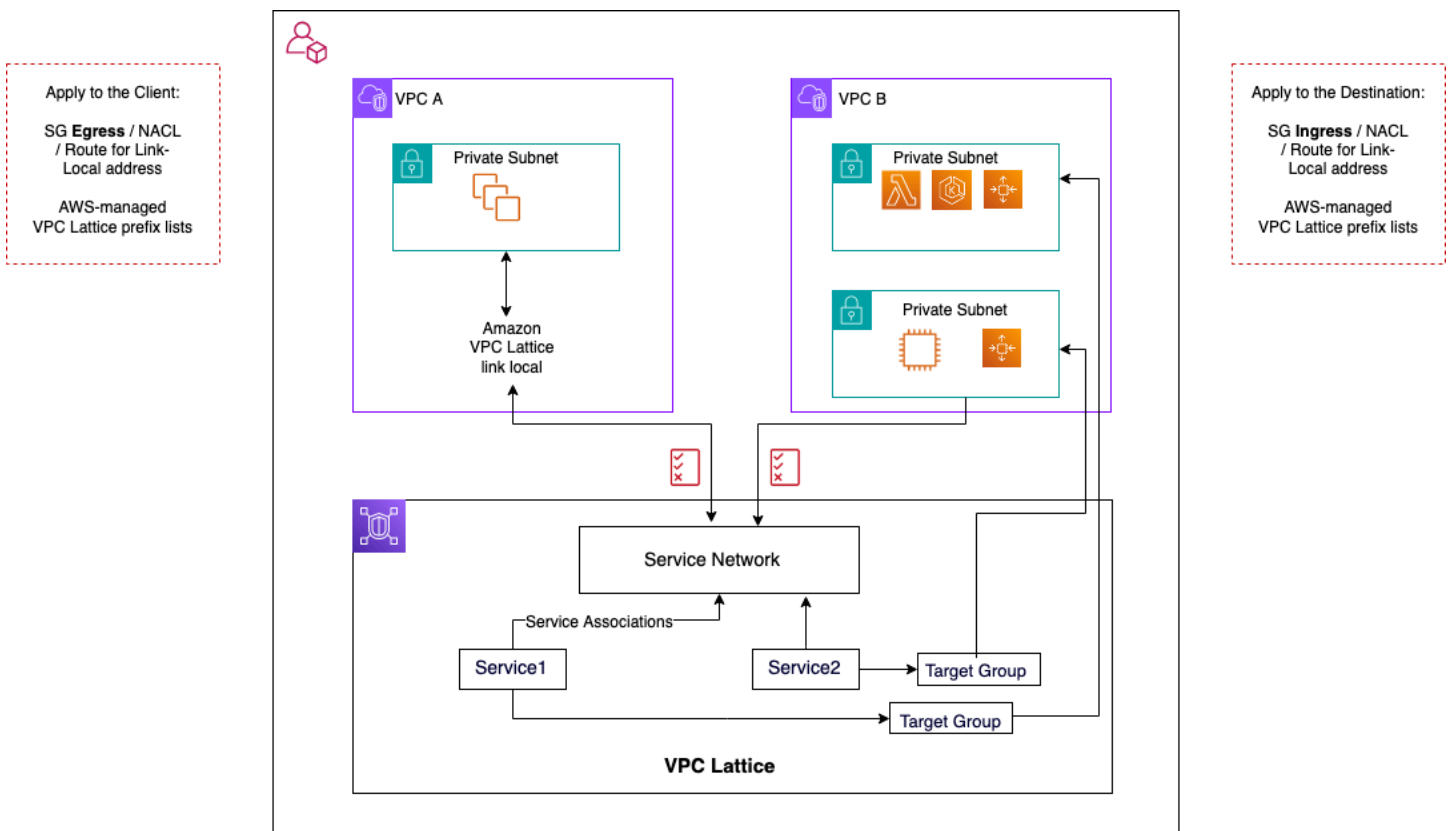 Apply to the Client:
SG Egress / NACL
/ Route for Link-
Local address
AWS-managed
VPC Lattice prefix lists
VPC A
Private Subnet
Amazon
VPC Lattice
link local
VPC B
Private Subnet
Private Subnet
Apply to the Destination:
SG Ingress / NACL
/ Route for Link-
Local address
AWS-managed
VPC Lattice prefix lists
Service Network
Service Associations
Service1
Service2
Target Group
Target Group
VPC Lattice